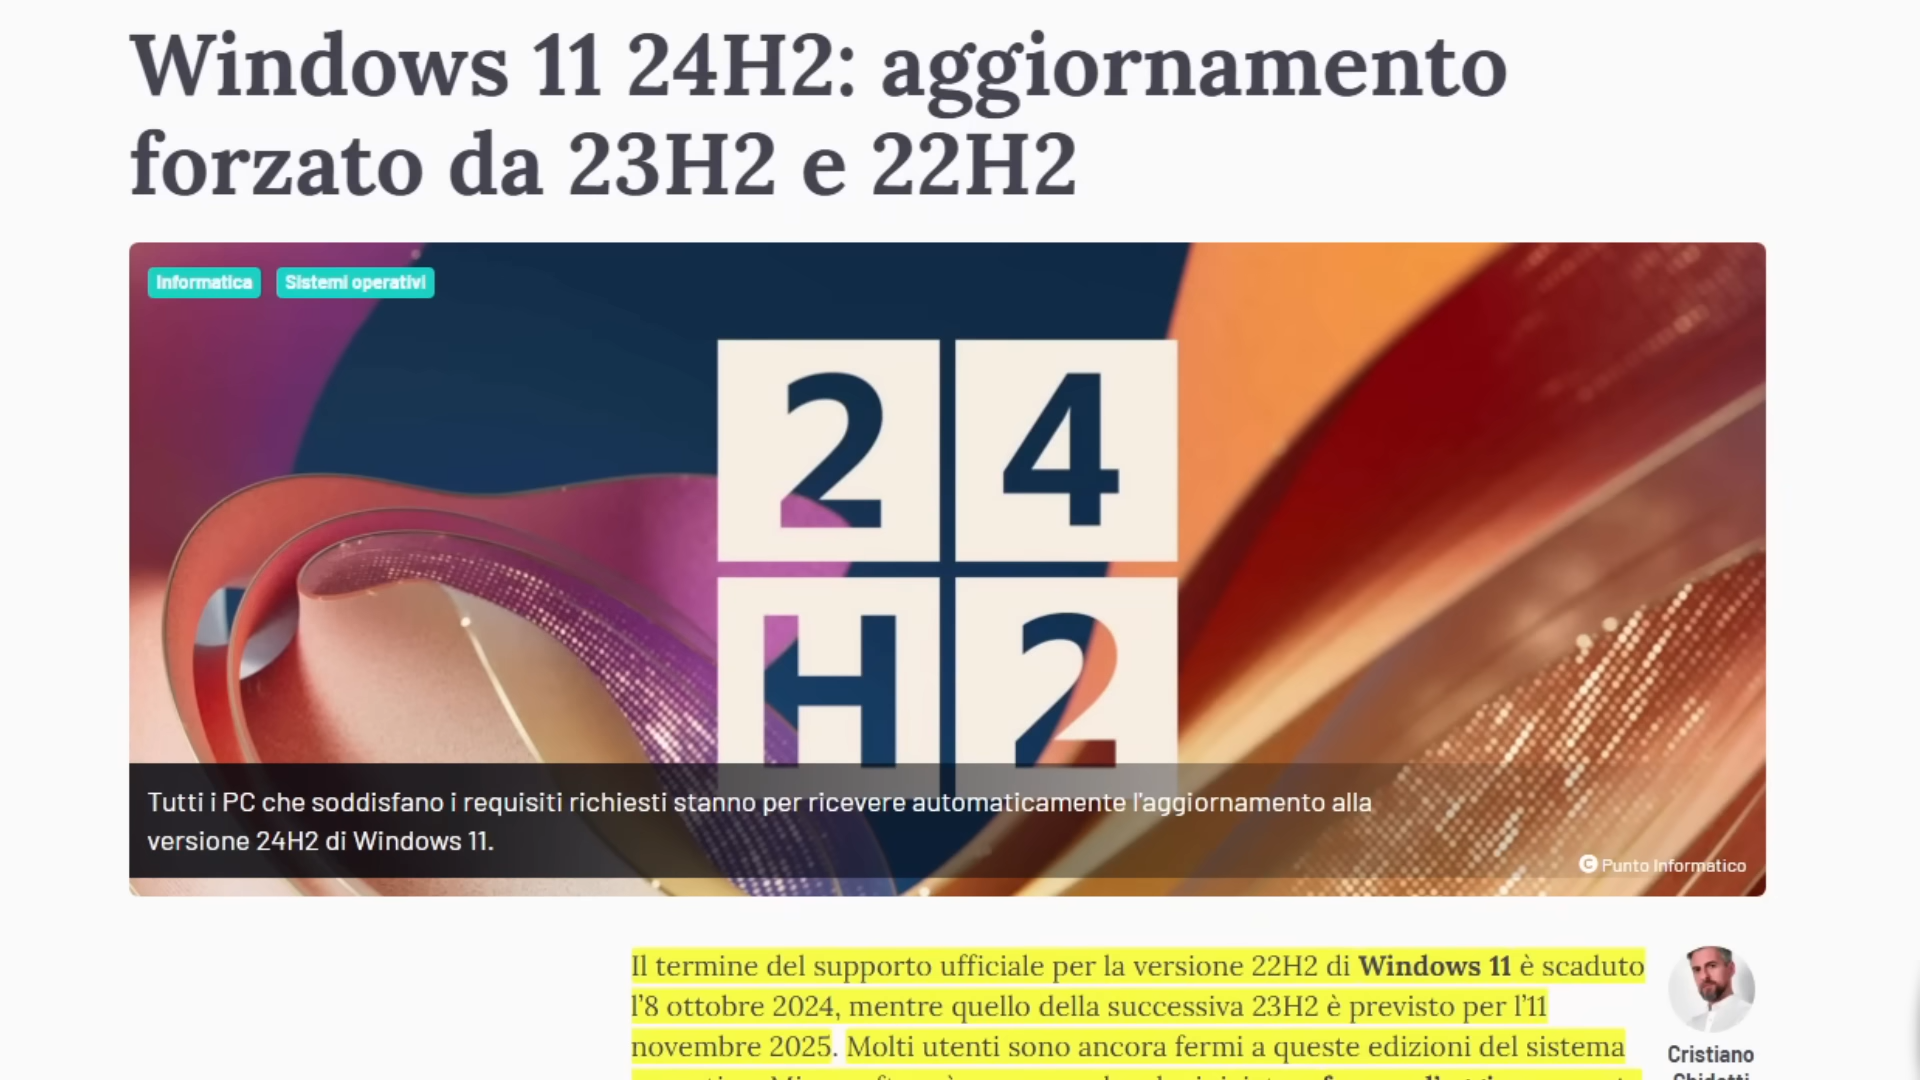 Windows 11 24H2: aggiornamento
forzato da 23H2 e 22H2
Informatica
Sistemi operativi
24
H2
Tutti i PC che soddisfano i requisiti richiesti stanno per ricevere automaticamente l'aggiornamento alla
versione 24H2 di Windows 11.
© Punto Informatico
Il termine del supporto ufficiale per la versione 22H2 di Windows 11 è scaduto
l'8 ottobre 2024, mentre quello della successiva 23H2 è previsto per l'11
novembre 2025. Molti utenti sono ancora fermi a queste edizioni del sistema
Cristiano